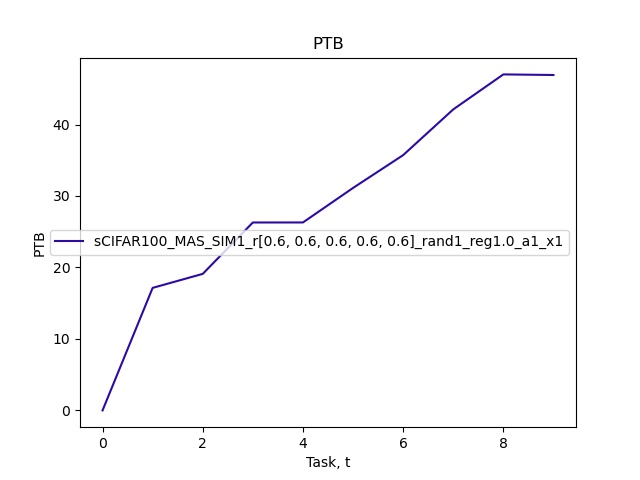 PTB
40
30
sCIFAR100_MAS_SIM1_r[0.6, 0.6, 0.6, 0.6, 0.6]_rand1_reg1.0_a1_x1
PTB
20
10
0
0 2 4 6 8
Task, t